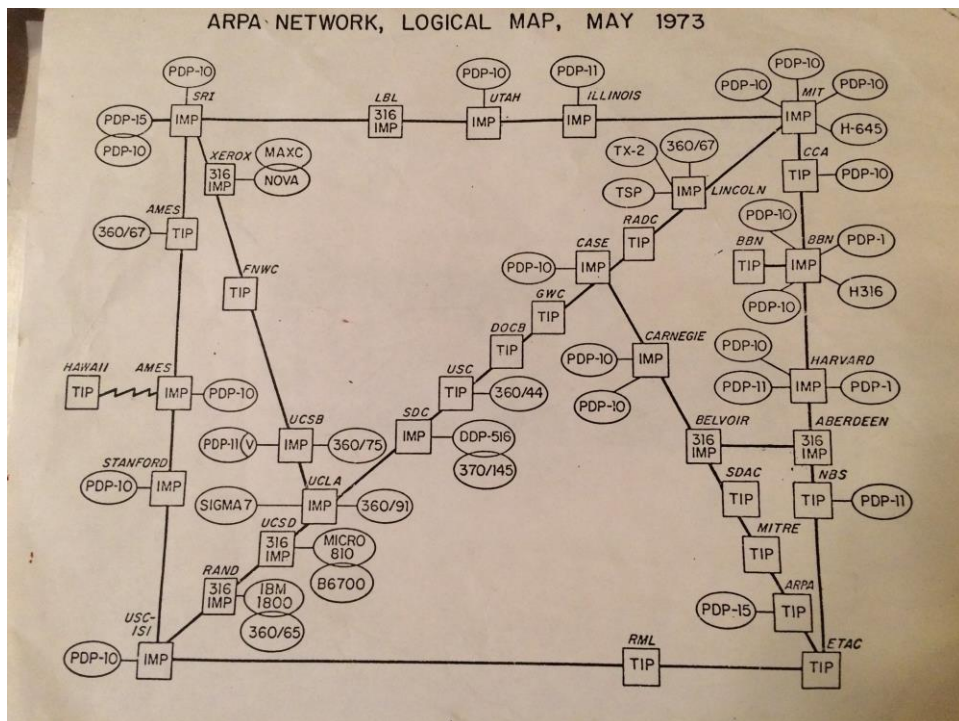 ARPA NETWORK, LOGICAL MAP, MAY 1973
PDP-10
SRI
PDP-15
IMP
PDP-10
LBL
316
IMP
PDP-10
UTAH
IMP
PDP-11
ILLINOIS
IMP
PDP-10
PDP-10
MIT
PDP-10
IMP
H-645
XEROX
316
IMP
MAXC
NOVA
TX-2
360/67
TSP
IMP
LINCOLN
CCA
TIP
PDP-10
AMES
360/67
TIP
RADC
TIP
PDP-10
BBN
TIP
BBN
IMP
PDP-1
PDP-10
H316
FNWC
TIP
CASE
PDP-10
IMP
GWC
TIP
DOCB
TIP
CARNEGIE
PDP-10
IMP
PDP-10
PDP-10
HARVARD
PDP-11
IMP
PDP-1
HAWAII
TIP
AMES
IMP
PDP-10
USC
TIP
360/44
UCSB
PDP-11
V
IMP
360/75
SDC
IMP
DDP-516
370/145
BELVOIR
316
IMP
ABERDEEN
316
IMP
STANFORD
PDP-10
IMP
UCLA
SIGMA 7
IMP
360/91
SDAC
TIP
NBS
TIP
PDP-11
UCSD
316
IMP
MICRO
810
B6700
MITRE
TIP
RAND
316
IMP
IBM
1800
360/65
ARPA
PDP-15
TIP
USC-
ISI
PDP-10
IMP
RML
TIP
ETAC
TIP